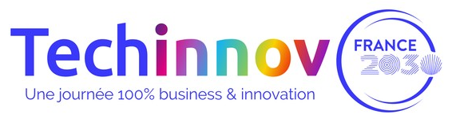 Techinnov
Une journée 100% business & innovation
FRANCE
2030